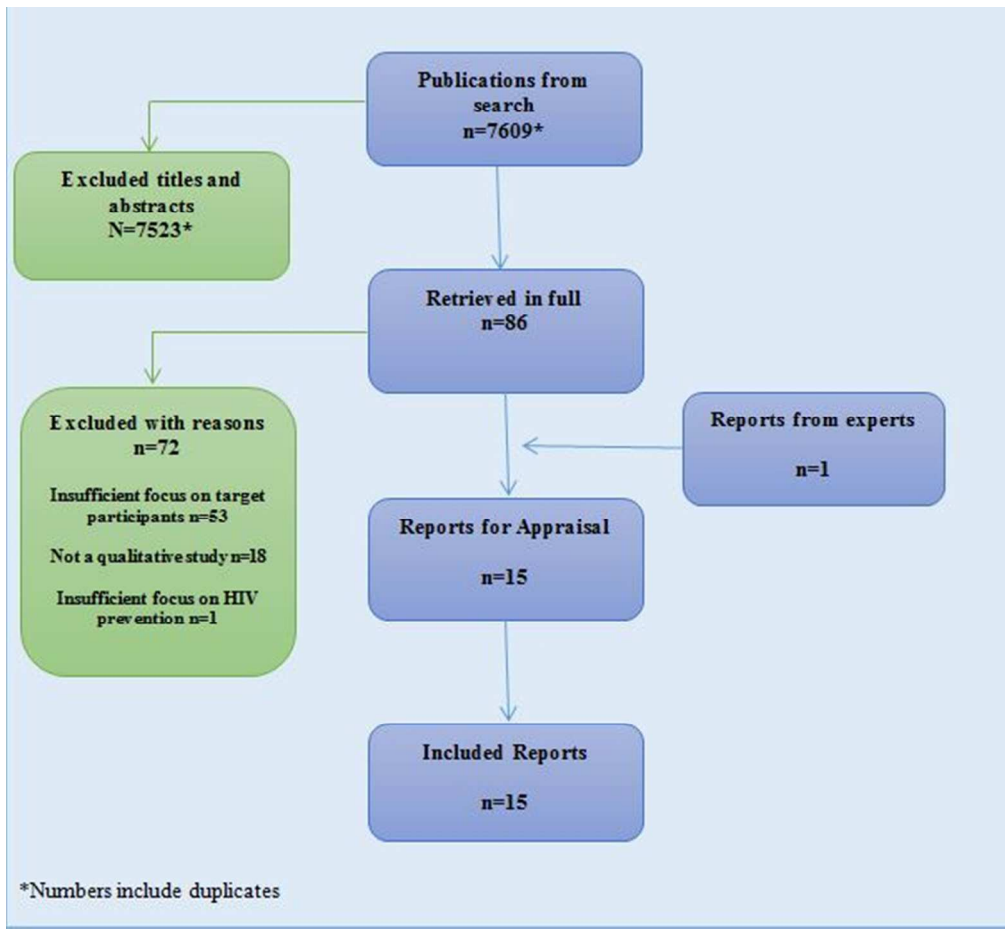 Publications from
search
n=7609*
Excluded titles and
abstracts
N=7523*
Retrieved in full
n=86
Excluded with reasons
n=72
Insufficient focus on target
participants n=53
Not a qualitative study n=18
Insufficient focus on HIV
prevention n=1
Reports from experts
n=1
Reports for Appraisal
n=15
Included Reports
n=15
*Numbers include duplicates